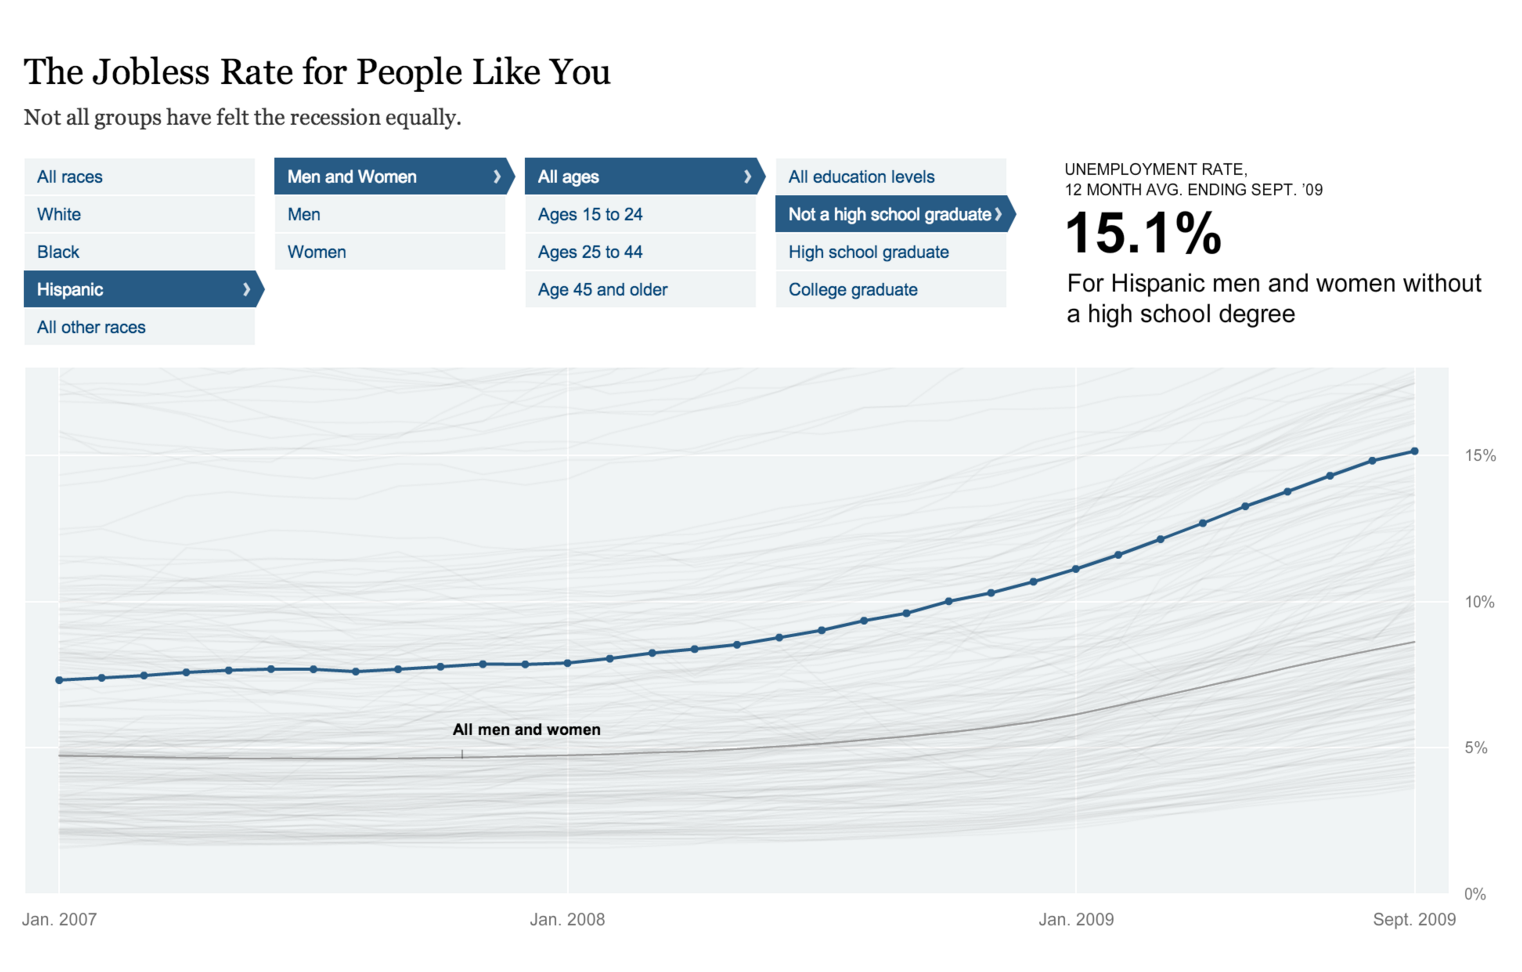 The Jobless Rate for People Like You
Not all groups have felt the recession equally.
All races
White
Black
Hispanic
All other races
Men and Women
Men
Women
All ages
Ages 15 to 24
Ages 25 to 44
Age 45 and older
All education levels
Not a high school graduate
High school graduate
College graduate
UNEMPLOYMENT RATE,
12 MONTH AVG. ENDING SEPT. ’09
15.1%
For Hispanic men and women without
a high school degree
15%
10%
All men and women
5%
0%
Jan. 2007
Jan. 2008
Jan. 2009
Sept. 2009